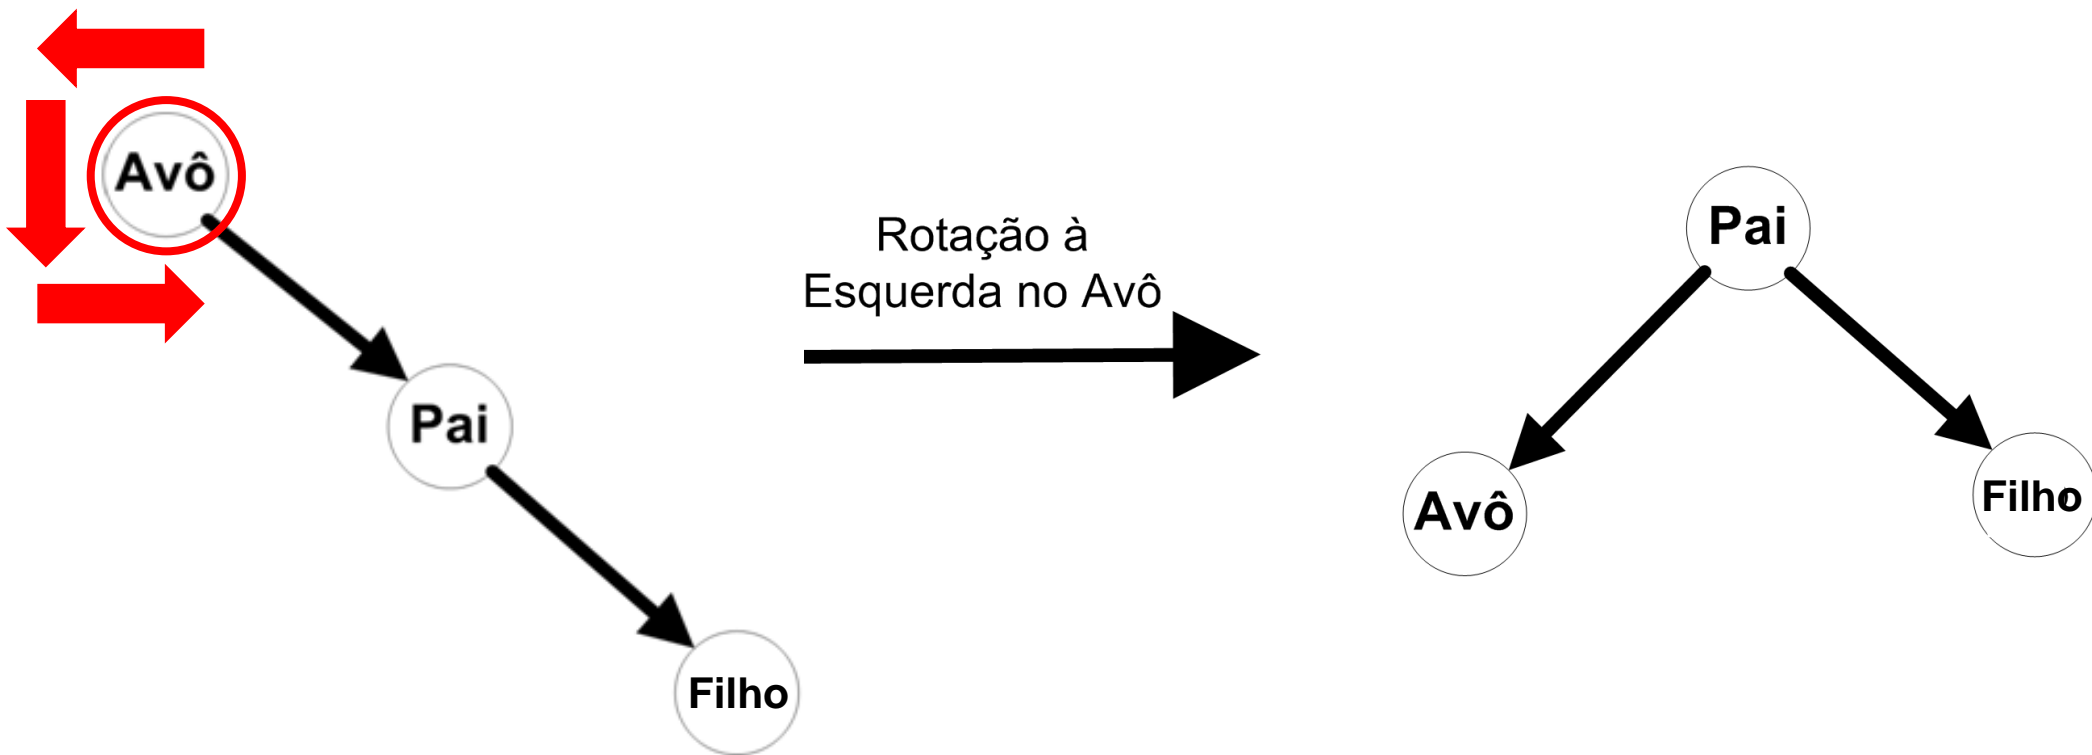 Avô
Pai
Filho
Rotação à
Esquerda no Avô
Pai
Avô
Filho